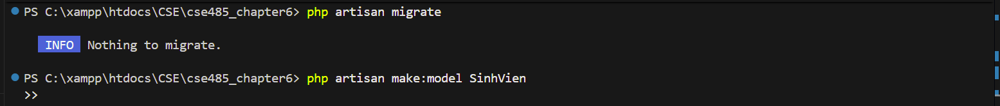 PS C:\xampp\htdocs\CSE\cse485_chapter6> php artisan migrate
INFO Nothing to migrate.
PS C:\xampp\htdocs\CSE\cse485_chapter6> php artisan make:model SinhVien
>>